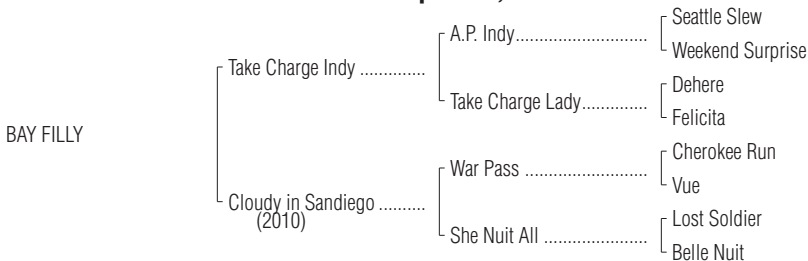 Seattle Slew
A.P. Indy
Weekend Surprise
Take Charge Indy
Dehere
Take Charge Lady
Felicita
BAY FILLY
Cherokee Run
War Pass
Vue
Cloudy in Sandiego
(2010)
Lost Soldier
She Nuit All
Belle Nuit